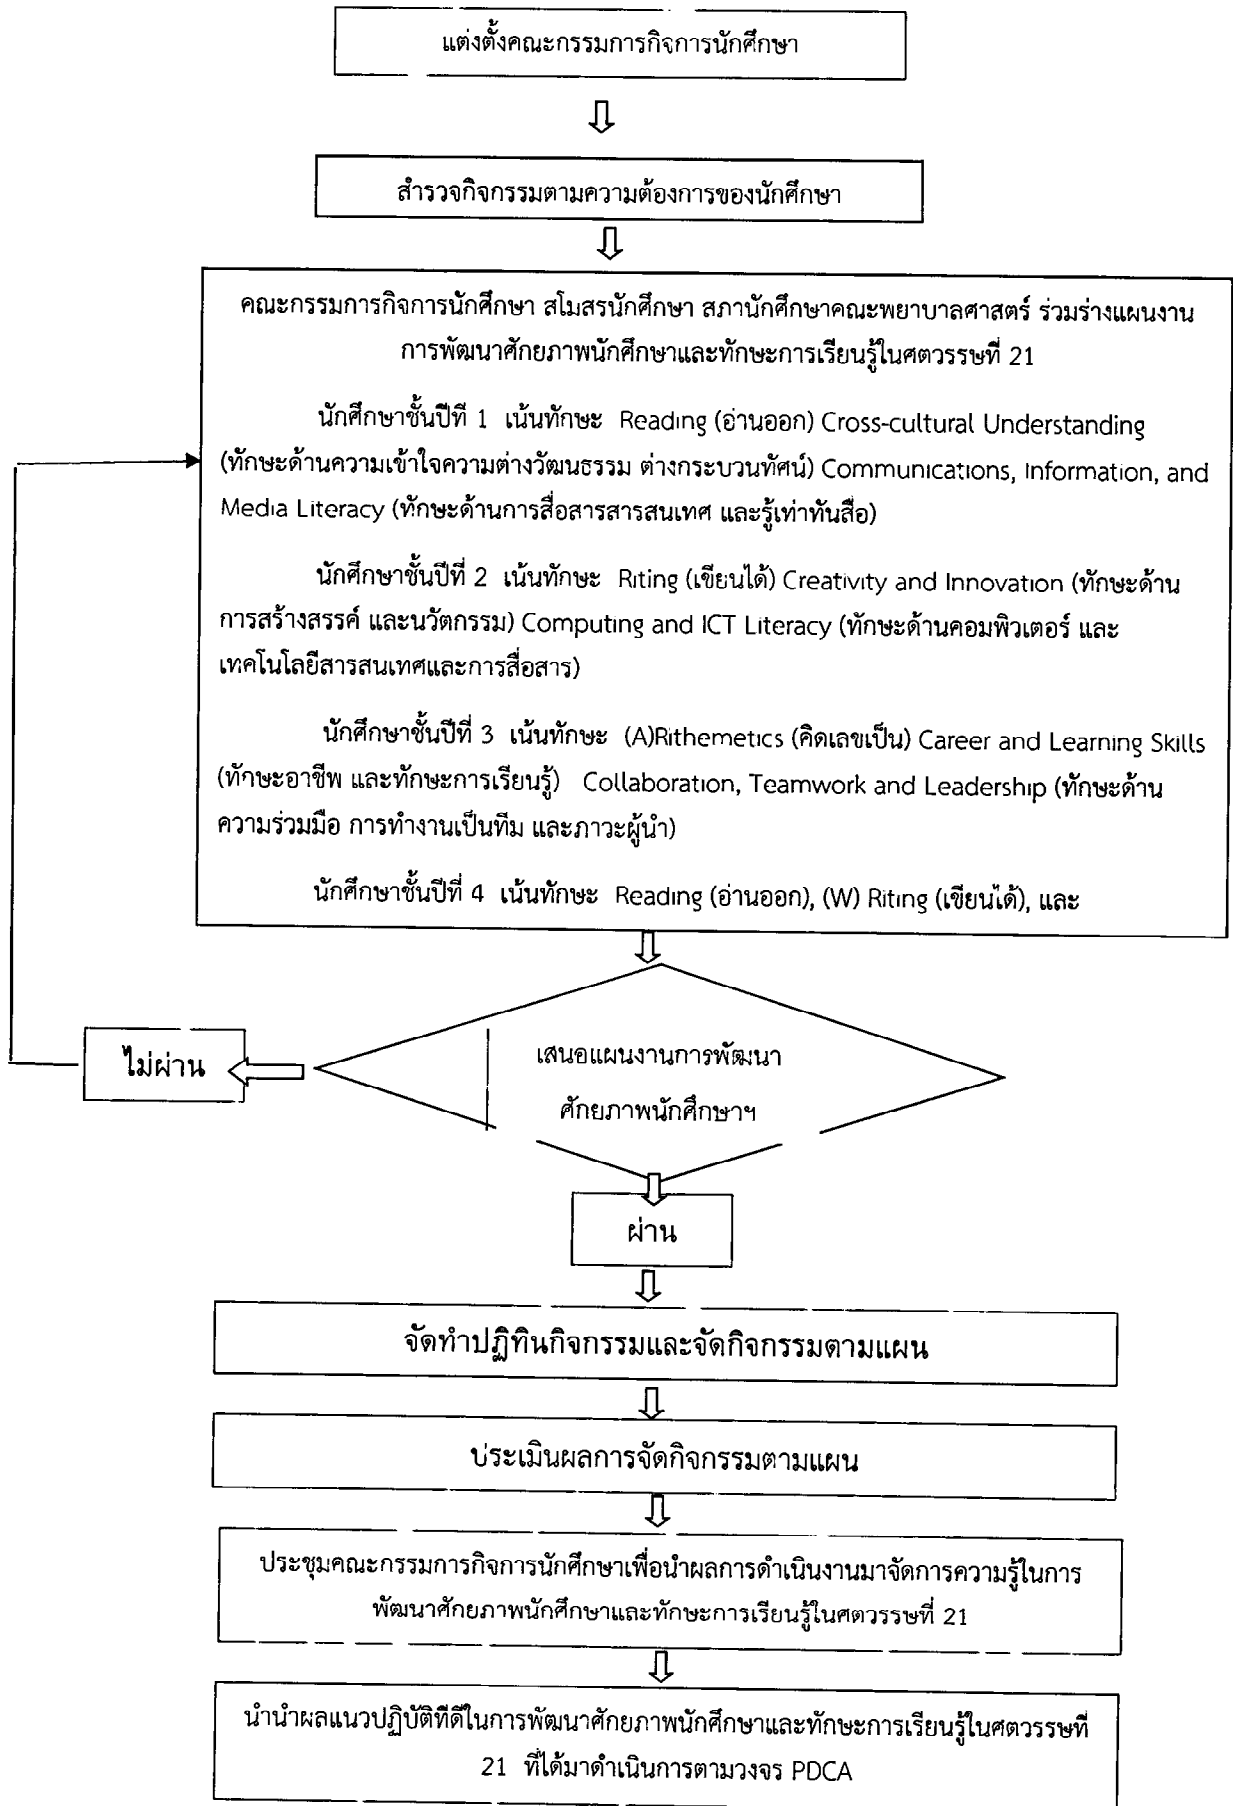 แต่งตั้งคณะกรรมการกิจการนักศึกษา
สำรวจกิจกรรมตามความต้องการของนักศึกษา
คณะกรรมการกิจการนักศึกษา สโมสรนักศึกษา สภานักศึกษาคณะพยาบาลศาสตร์ ร่วมร่างแผนงาน
การพัฒนาศักยภาพนักศึกษาและทักษะการเรียนรู้ในศตวรรษที่ 21
นักศึกษาชั้นปีที่ 1 เน้นทักษะ Reading (อ่านออก) Cross-cultural Understanding
(ทักษะด้านความเข้าใจความต่างวัฒนธรรม ต่างกระบวนทัศน์) Communications, Information, and
Media Literacy (ทักษะด้านการสื่อสารสารสนเทศ และรู้เท่าทันสื่อ)
นักศึกษาชั้นปีที่ 2 เน้นทักษะ Riting (เขียนได้) Creativity and Innovation (ทักษะด้าน
การสร้างสรรค์ และนวัตกรรม) Computing and ICT Literacy (ทักษะด้านคอมพิวเตอร์ และ
เทคโนโลยีสารสนเทศและการสื่อสาร)
นักศึกษาชั้นปีที่ 3 เน้นทักษะ (A)Rithemetics (คิดเลขเป็น) Career and Learning Skills
(ทักษะอาชีพ และทักษะการเรียนรู้) Collaboration, Teamwork and Leadership (ทักษะด้าน
ความร่วมมือ การทำงานเป็นทีม และภาวะผู้นำ)
นักศึกษาชั้นปีที่ 4 เน้นทักษะ Reading (อ่านออก), (W) Riting (เขียนได้), และ
เสนอแผนงานการพัฒนา
ศักยภาพนักศึกษาฯ
ไม่ผ่าน
ผ่าน
จัดทำปฏิทินกิจกรรมและจัดกิจกรรมตามแผน
ประเมินผลการจัดกิจกรรมตามแผน
ประชุมคณะกรรมการกิจการนักศึกษาเพื่อนำผลการดำเนินงานมาจัดการความรู้ในการ
พัฒนาศักยภาพนักศึกษาและทักษะการเรียนรู้ในศตวรรษที่ 21
นำนำผลแนวปฏิบัติที่ดีในการพัฒนาศักยภาพนักศึกษาและทักษะการเรียนรู้ในศตวรรษที่
21 ที่ได้มาดำเนินการตามวงจร PDCA